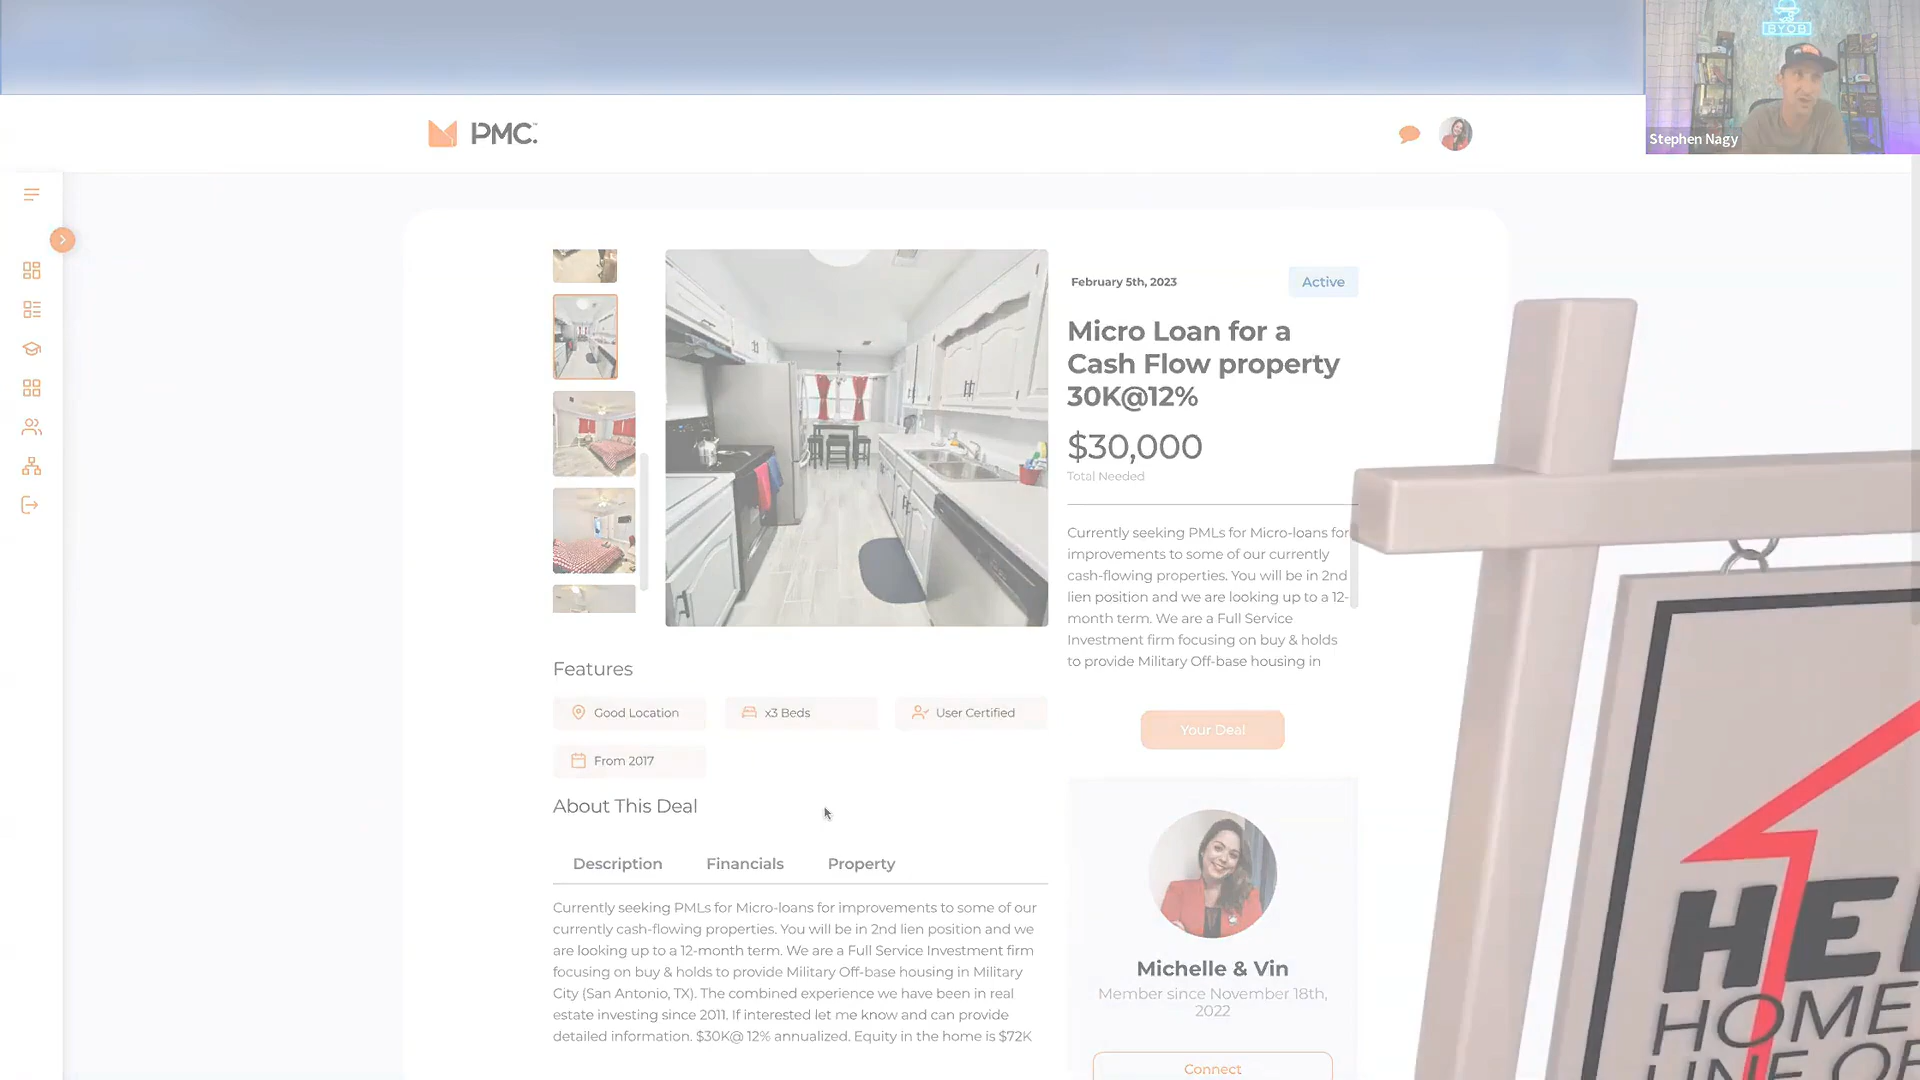 BYOB
Stephen Nagy
PMC.
February 5th, 2023
Active
Micro Loan for a
Cash Flow property
30K@12%
$30,000
Total Needed
Currently seeking PMLs for Micro-loans for
improvements to some of our currently
cash-flowing properties. You will be in 2nd
lien position and we are looking up to a 12-
month term. We are a Full Service
Investment firm focusing on buy & holds
to provide Military Off-base housing in
Features
Good Location
x3 Beds
User Certified
From 2017
Your Deal
About This Deal
Description
Financials
Property
Currently seeking PMLs for Micro-loans for improvements to some of our
currently cash-flowing properties. You will be in 2nd lien position and we
are looking up to a 12-month term. We are a Full Service Investment firm
focusing on buy & holds to provide Military Off-base housing in Military
City (San Antonio, TX). The combined experience we have been in real
estate investing since 2011. If interested let me know and can provide
detailed information. $30K@ 12% annualized. Equity in the home is $72K
Michelle & Vin
Member since November 18th,
2022
Connect
HE
HOME
LINE OF